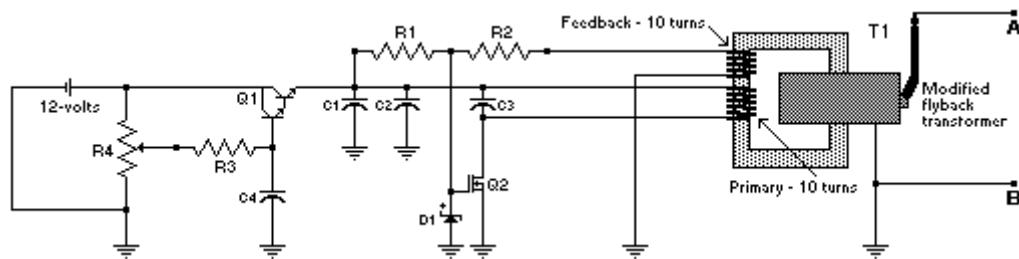 Feedback - 10 turns
T1
A
R1
R2
12-volts
Q1
C1
C2
C3
Modified
flyback
transformer
R4
R3
Q2
Primary - 10 turns
C4
D1
+
B